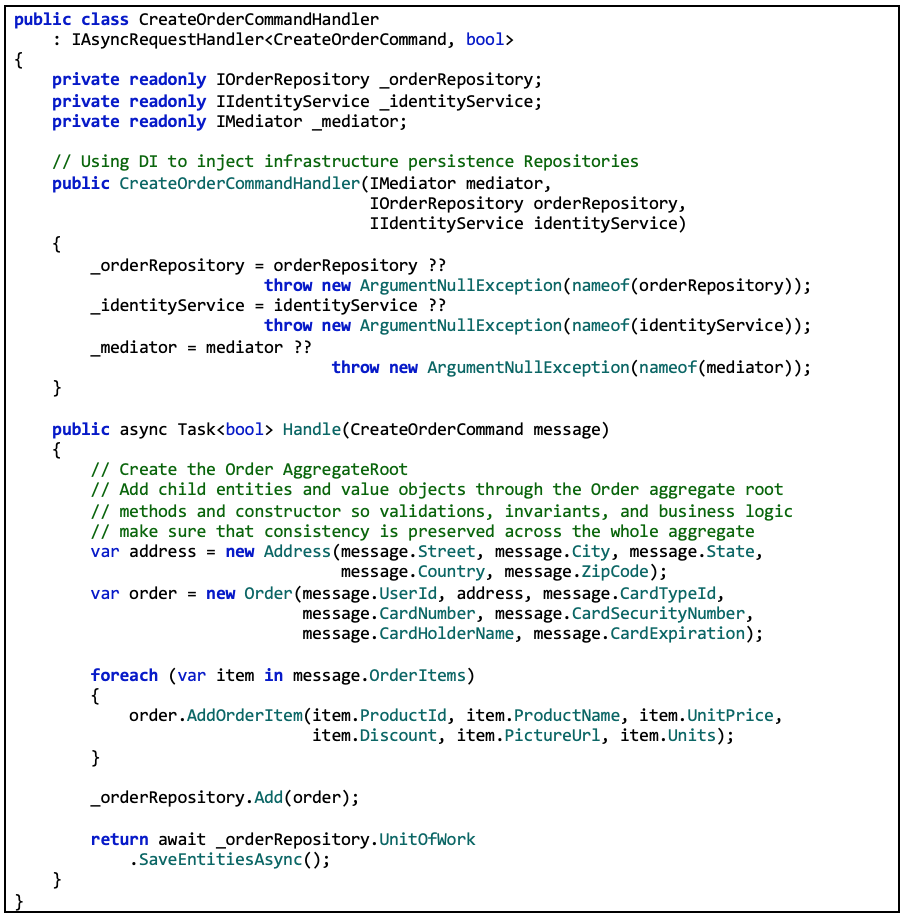 public class CreateOrderCommandHandler
    : IAsyncRequestHandler<CreateOrderCommand, bool>
{
    private readonly IOrderRepository _orderRepository;
    private readonly IIdentityService _identityService;
    private readonly IMediator _mediator;

    // Using DI to inject infrastructure persistence Repositories
    public CreateOrderCommandHandler(IMediator mediator,
                                     IOrderRepository orderRepository,
                                     IIdentityService identityService)
    {
        _orderRepository = orderRepository ??
                          throw new ArgumentNullException(nameof(orderRepository));
        _identityService = identityService ??
                          throw new ArgumentNullException(nameof(identityService));
        _mediator = mediator ??
                                 throw new ArgumentNullException(nameof(mediator));
    }

    public async Task<bool> Handle(CreateOrderCommand message)
    {
        // Create the Order AggregateRoot
        // Add child entities and value objects through the Order aggregate root
        // methods and constructor so validations, invariants, and business logic
        // make sure that consistency is preserved across the whole aggregate
        var address = new Address(message.Street, message.City, message.State,
                                  message.Country, message.ZipCode);
        var order = new Order(message.UserId, address, message.CardTypeId,
                              message.CardNumber, message.CardSecurityNumber,
                              message.CardHolderName, message.CardExpiration);

        foreach (var item in message.OrderItems)
        {
            order.AddOrderItem(item.ProductId, item.ProductName, item.UnitPrice,
                               item.Discount, item.PictureUrl, item.Units);
        }

        _orderRepository.Add(order);

        return await _orderRepository.UnitOfWork
            .SaveEntitiesAsync();
    }
}